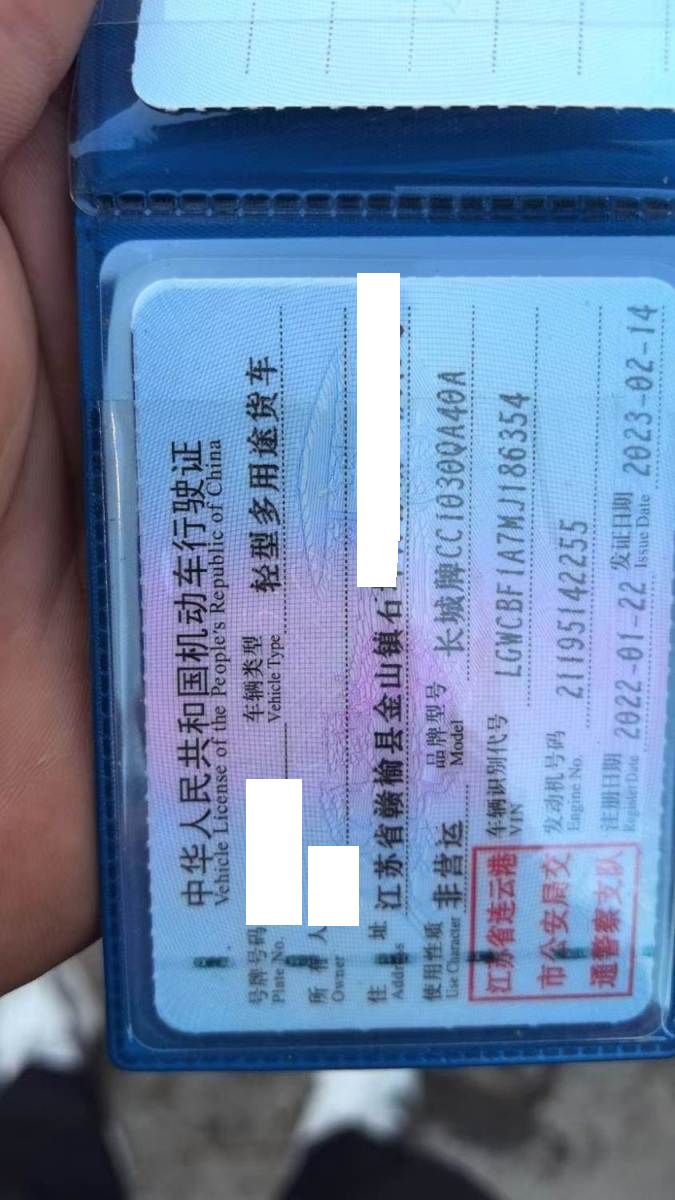 中华人民共和国机动车行驶证
Vehicle License of the People's Republic of China
号牌号码
Plate No.
车辆类型
Vehicle Type
轻型多用途货车
所有人
Owner
住址
Address
江苏省赣榆县金山镇石
使用性质
Use Character
非营运
品牌型号
Model
长城牌CC1030QA40A
江苏省连云港
市公安局交
通警察支队
车辆识别代号
VIN
LGWCBF1A7MJ186354
发动机号码
Engine No.
21195142255
注册日期
Register Date
2022-01-22
发证日期
Issue Date
2023-02-14